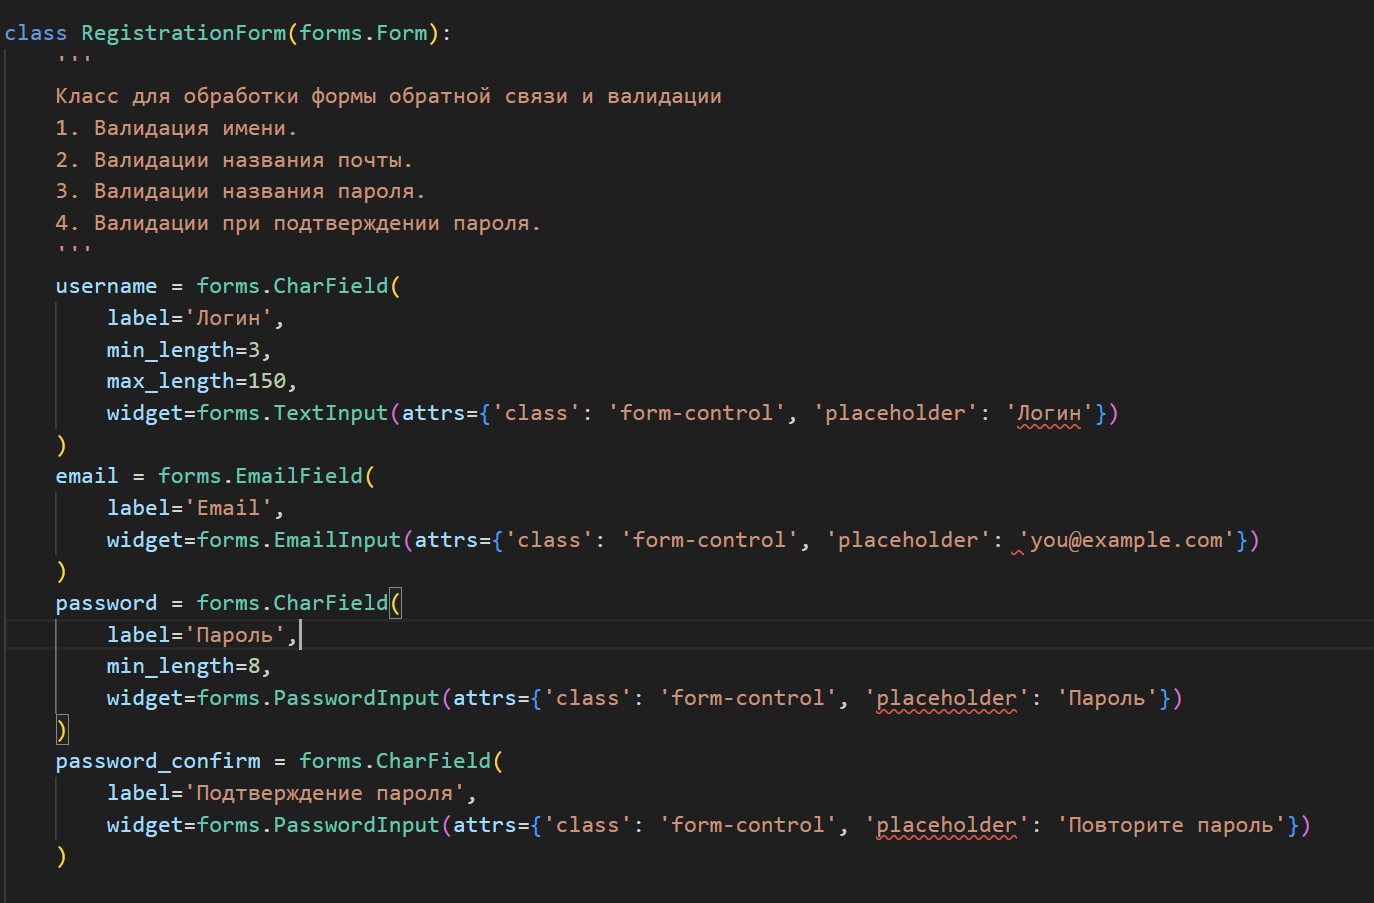 class RegistrationForm(forms.Form):
    '''
    Класс для обработки формы обратной связи и валидации
    1. Валидация имени.
    2. Валидации названия почты.
    3. Валидации названия пароля.
    4. Валидации при подтверждении пароля.
    '''
    username = forms.CharField(
        label='Логин',
        min_length=3,
        max_length=150,
        widget=forms.TextInput(attrs={'class': 'form-control', 'placeholder': 'Логин'})
    )
    email = forms.EmailField(
        label='Email',
        widget=forms.EmailInput(attrs={'class': 'form-control', 'placeholder': 'you@example.com'})
    )
    password = forms.CharField(
        label='Пароль',
        min_length=8,
        widget=forms.PasswordInput(attrs={'class': 'form-control', 'placeholder': 'Пароль'})
    )
    password_confirm = forms.CharField(
        label='Подтверждение пароля',
        widget=forms.PasswordInput(attrs={'class': 'form-control', 'placeholder': 'Повторите пароль'})
    )